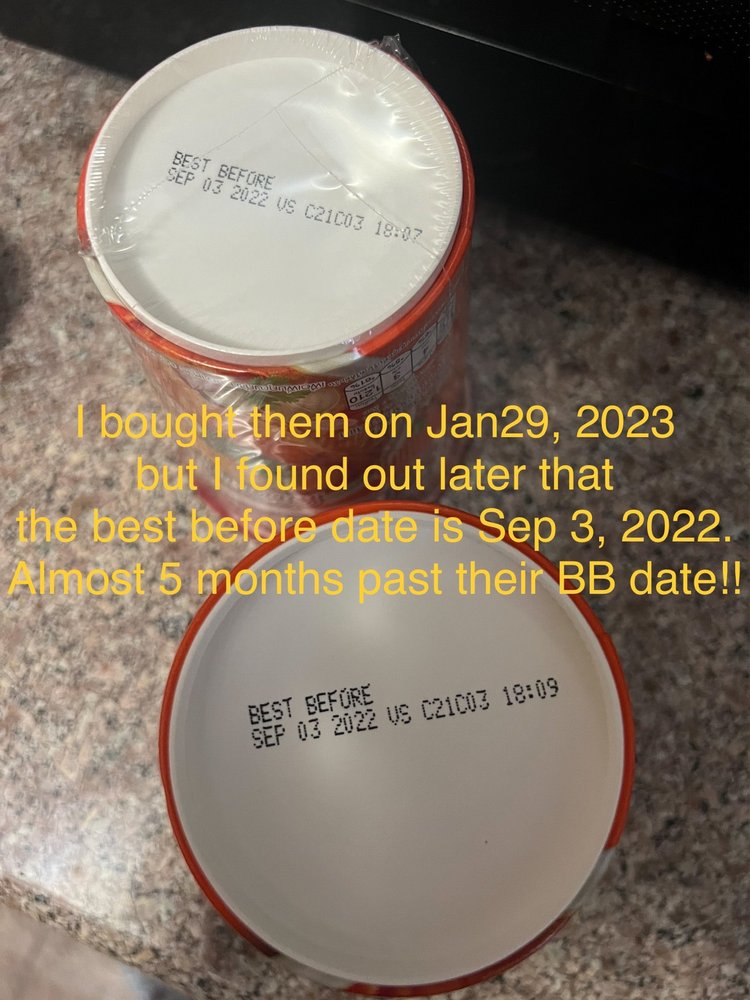 BEST BEFORE
SEP 03 2022 VS C21C03 18:07
I bought them on Jan29, 2023
but I found out later that
the best before date is Sep 3, 2022.
Almost 5 months past their BB date!!
BEST BEFORE
SEP 03 2022 VS C21C03 18:09